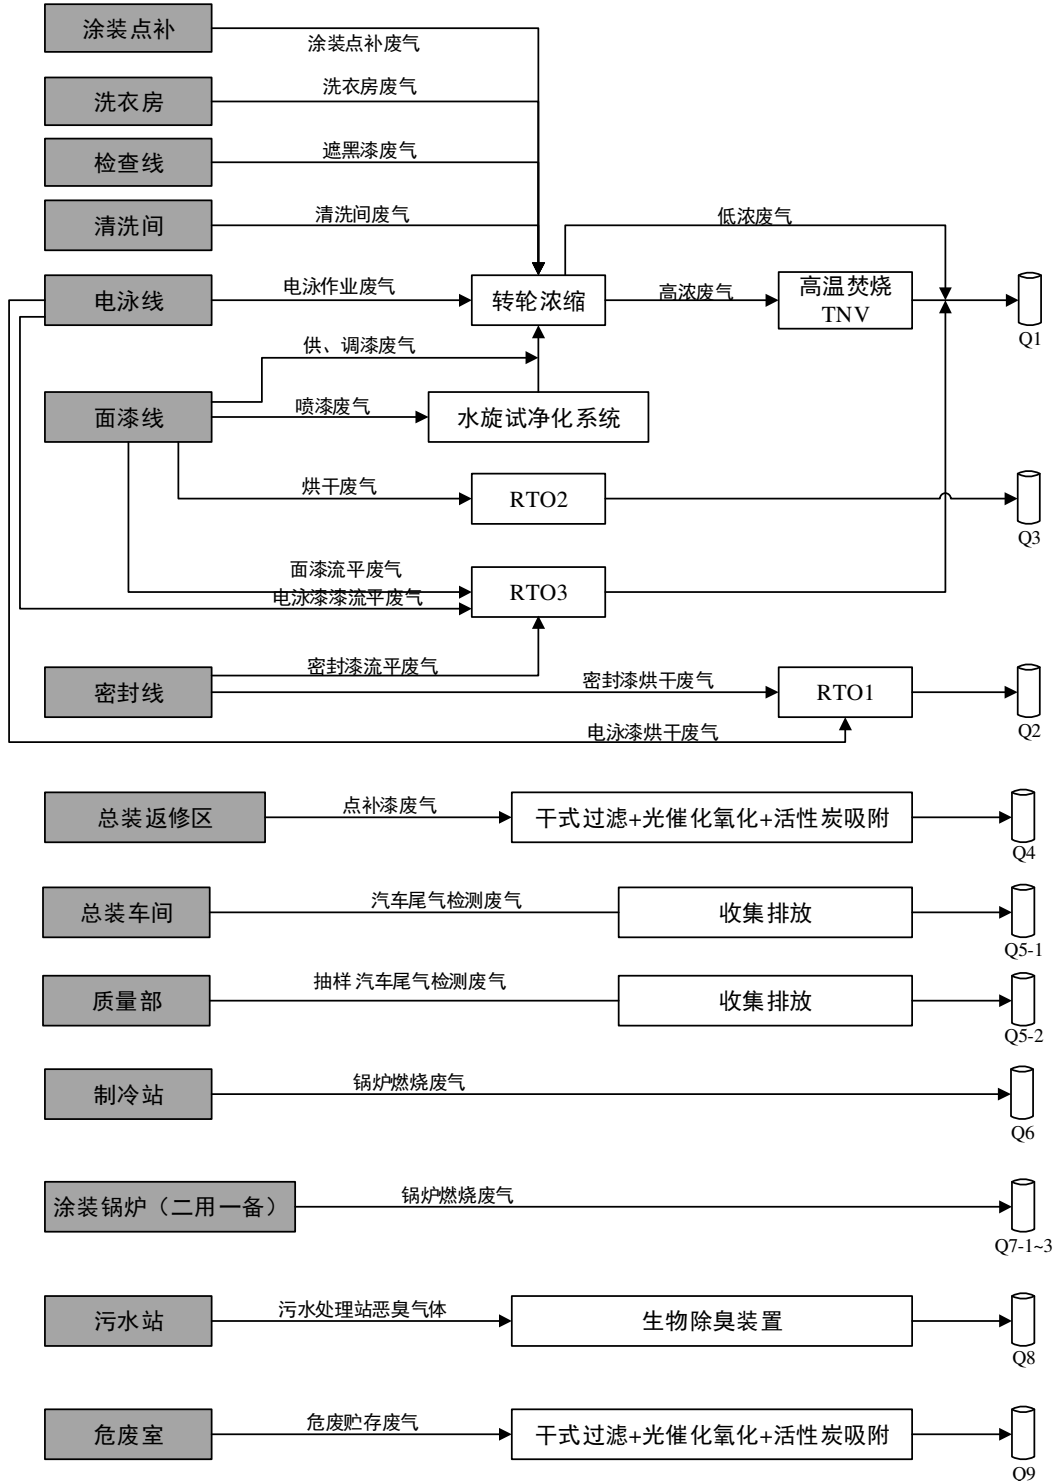 涂装点补
涂装点补废气
洗衣房
洗衣房废气
检查线
遮黑漆废气
清洗间
清洗间废气
低浓废气
电泳线
电泳作业废气
转轮浓缩
高浓废气
高温焚烧
TNV
Q1
供、调漆废气
面漆线
喷漆废气
水旋试净化系统
烘干废气
RTO2
Q3
面漆流平废气
电泳漆漆流平废气
RTO3
密封漆流平废气
密封线
密封漆烘干废气
RTO1
Q2
电泳漆烘干废气
总装返修区
点补漆废气
干式过滤+光催化氧化+活性炭吸附
Q4
总装车间
汽车尾气检测废气
收集排放
Q5-1
质量部
抽样 汽车尾气检测废气
收集排放
Q5-2
制冷站
锅炉燃烧废气
Q6
涂装锅炉（二用一备）
锅炉燃烧废气
Q7-1~3
污水站
污水处理站恶臭气体
生物除臭装置
Q8
危废室
危废贮存废气
干式过滤+光催化氧化+活性炭吸附
Q9